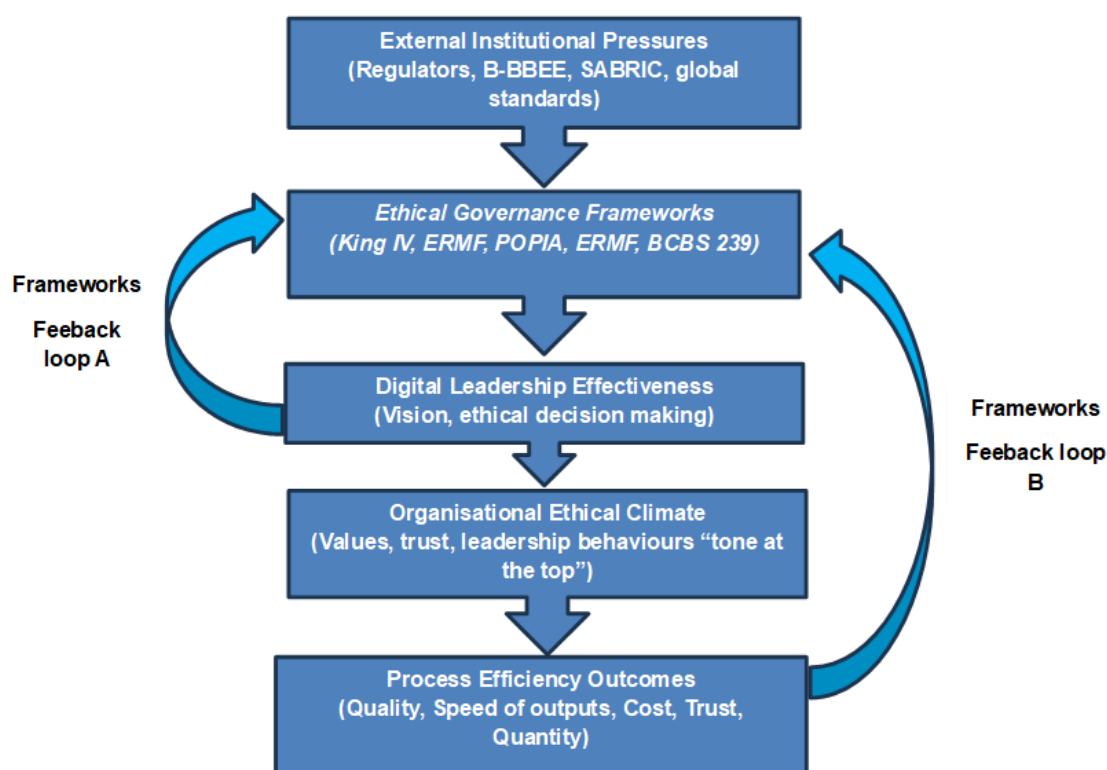 External Institutional Pressures
(Regulators, B-BBEE, SABRIC, global
standards)
Ethical Governance Frameworks
(King IV, ERMF, POPIA, ERMF, BCBS 239)
Frameworks
Feeback
loop A
Digital Leadership Effectiveness
(Vision, ethical decision making)
Frameworks
Feeback loop
B
Organisational Ethical Climate
(Values, trust, leadership behaviours “tone at
the top”)
Process Efficiency Outcomes
(Quality, Speed of outputs, Cost, Trust,
Quantity)